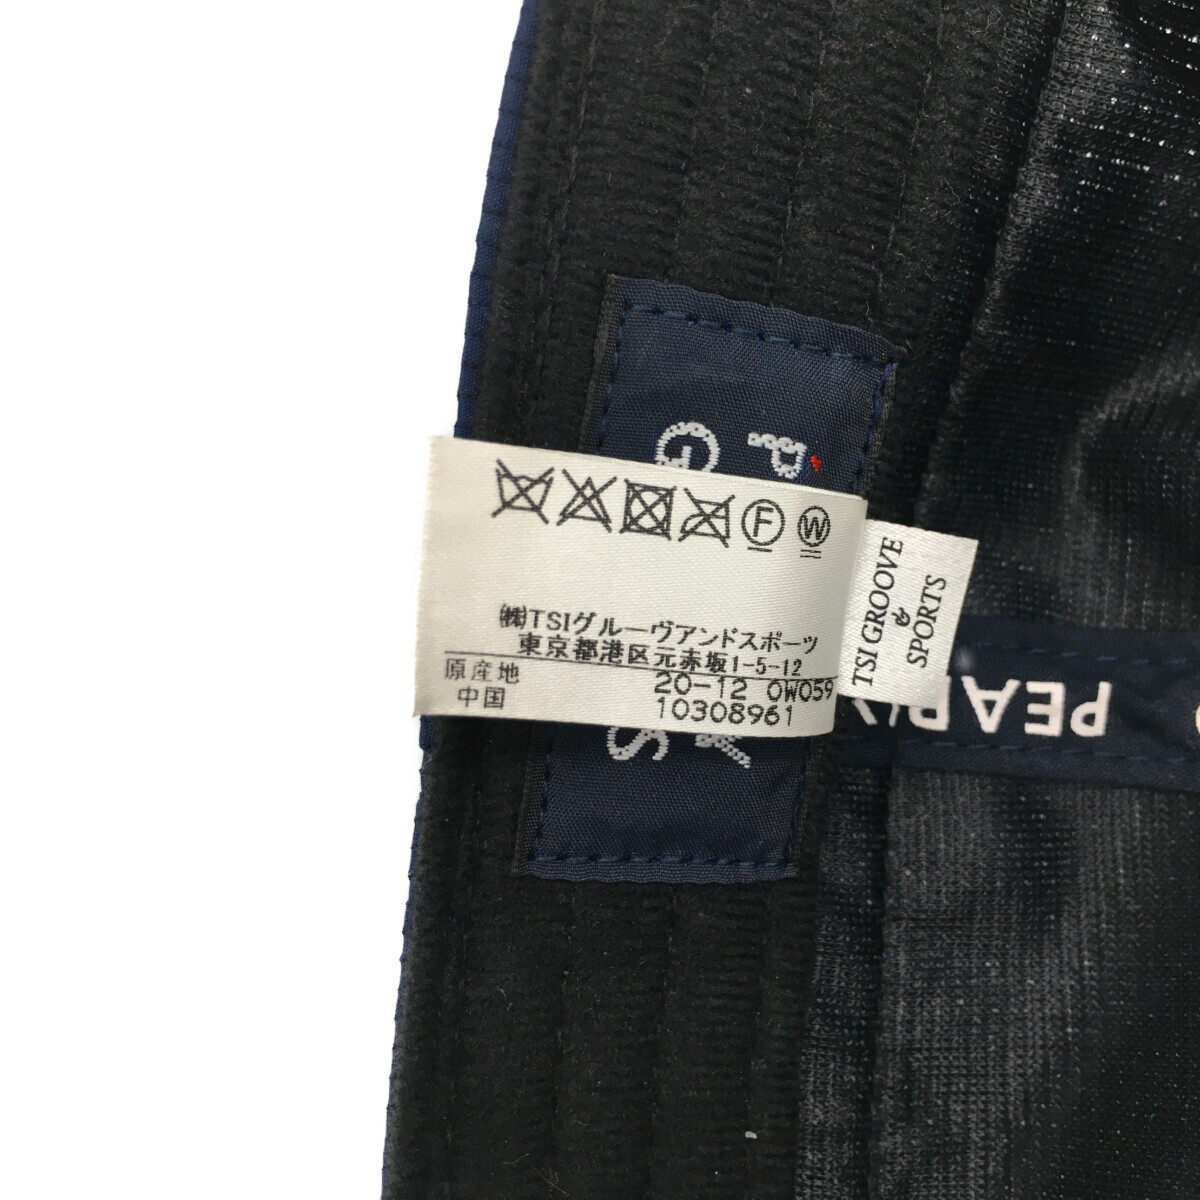 P
G
F W
㈱TSIグルーヴアンドスポーツ
東京都港区元赤坂1-5-12
原産地
中国
20-12 0W059
10308961
TSI GROOVE
&
SPORTS
Y
S
PEARLY